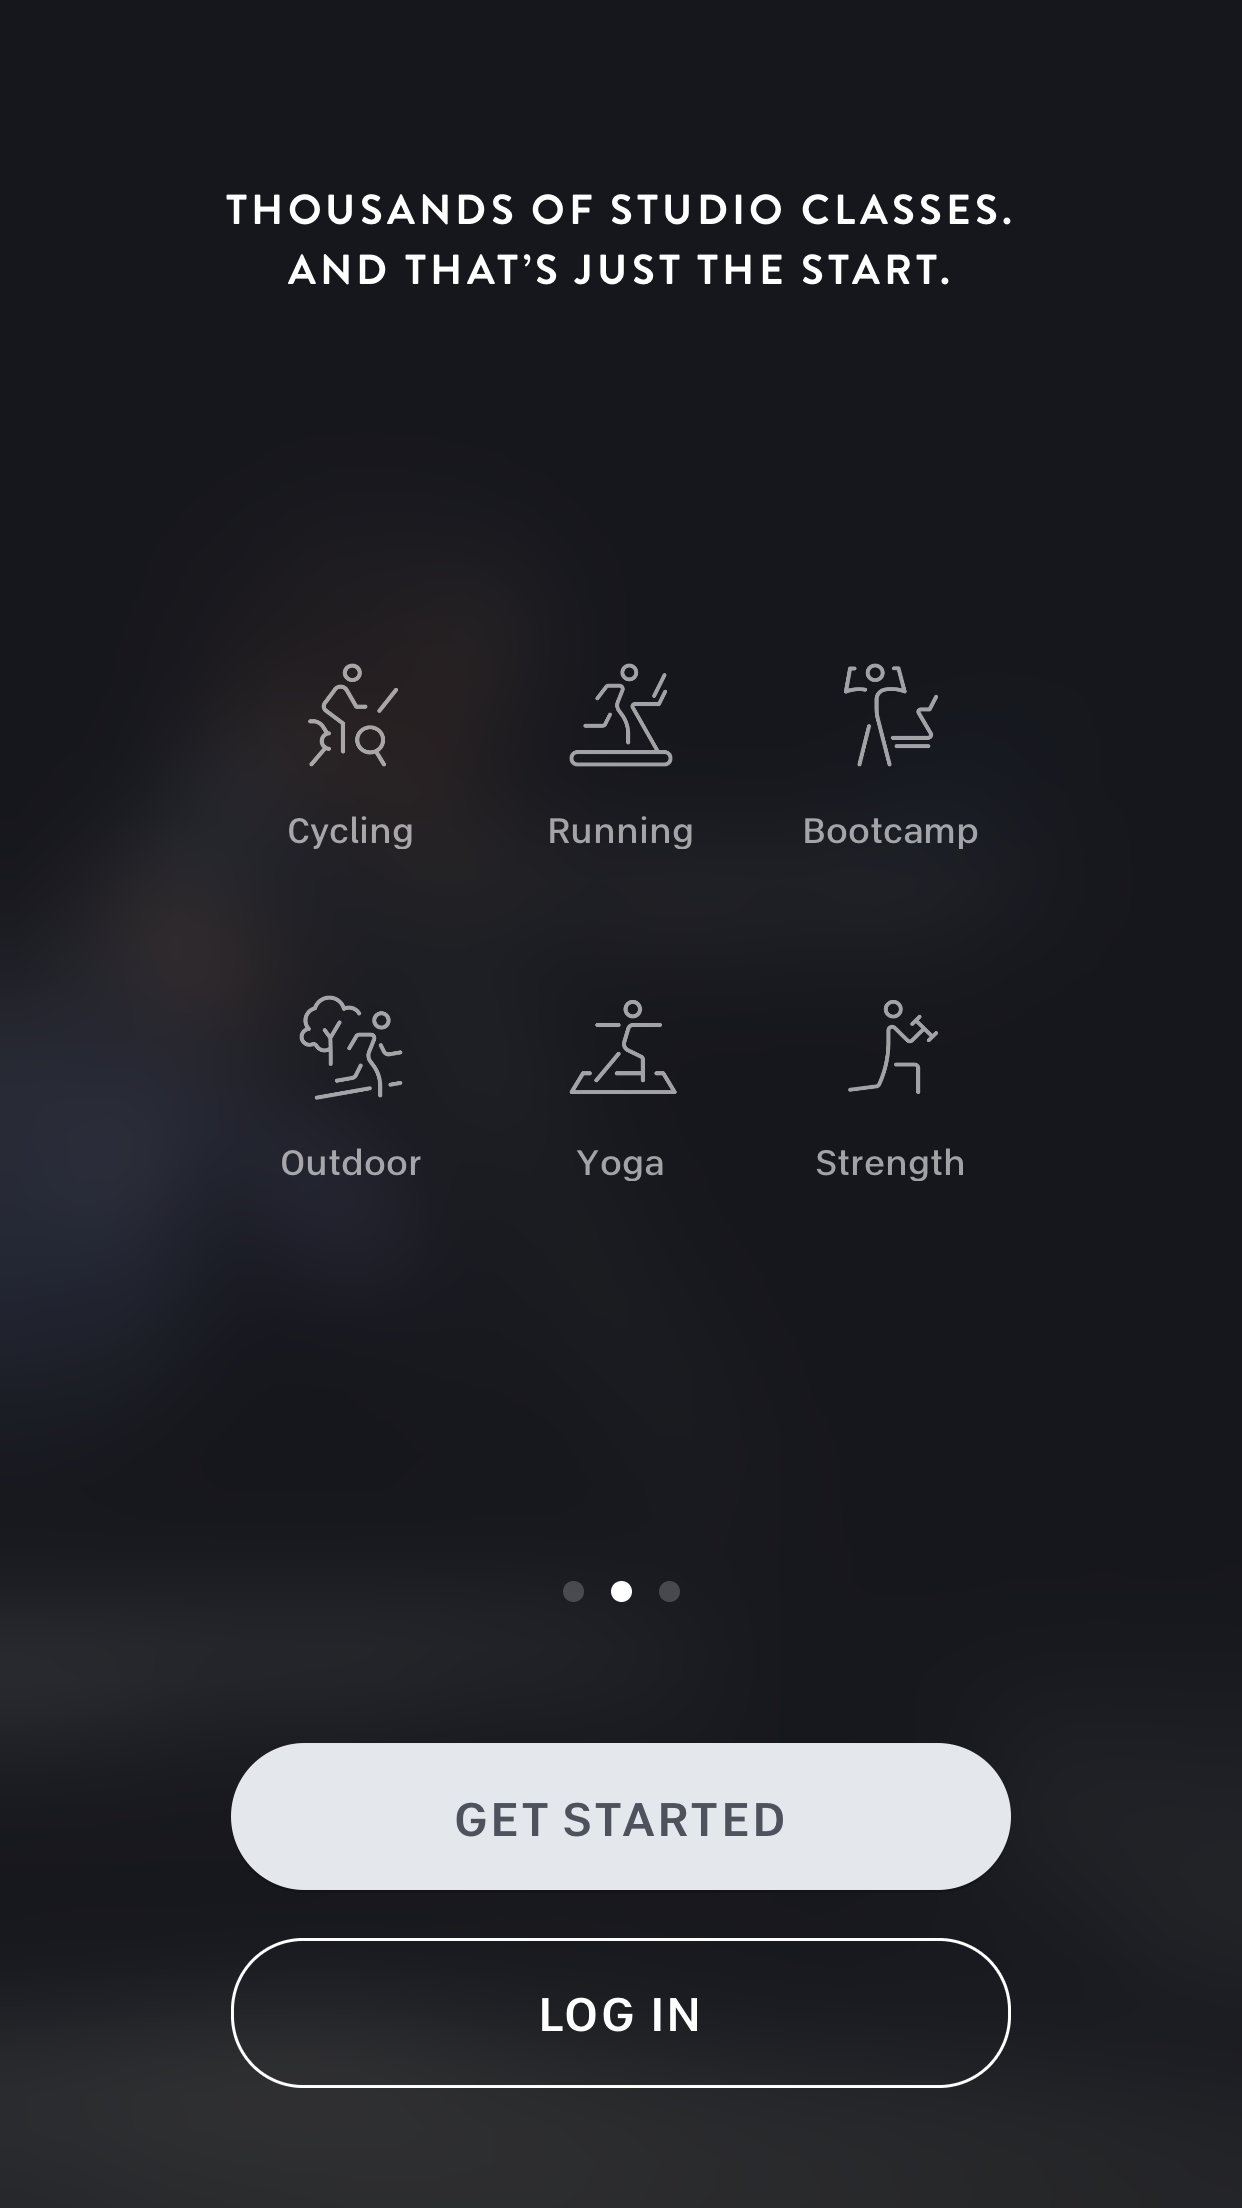 THOUSANDS OF STUDIO CLASSES.
AND THAT’S JUST THE START.
Cycling
Running
Bootcamp
Outdoor
Yoga
Strength
GET STARTED
LOG IN